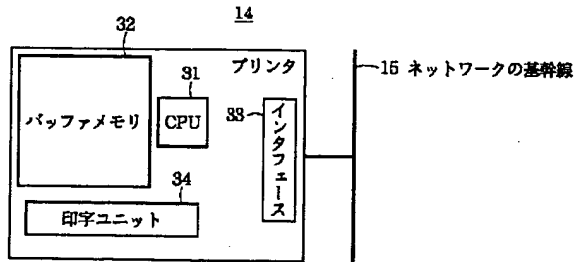 14
32
31
プリンタ
15 ネットワークの基幹線
バッファメモリ
CPU
33
インタフェース
34
印字ユニット